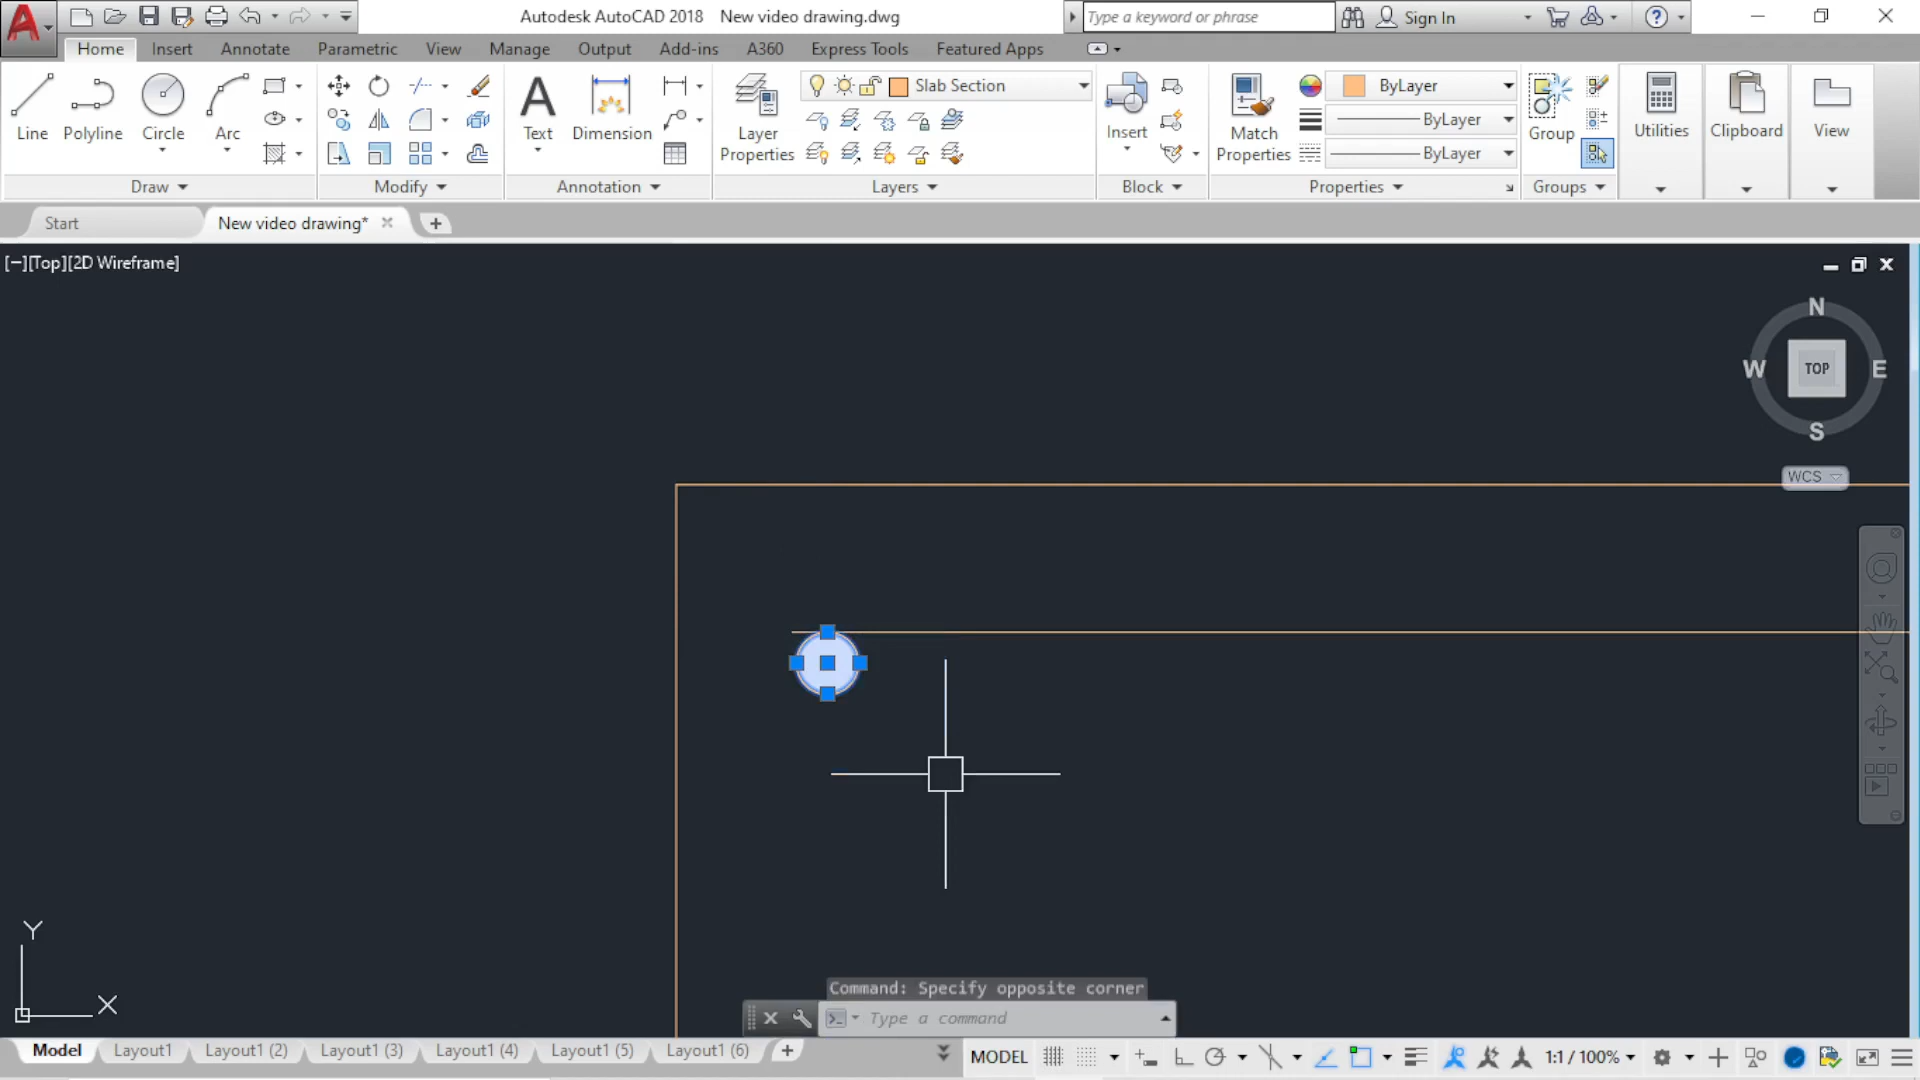 Autodesk AutoCAD 2018 New video drawing.dwg
Type a keyword or phrase
Sign In
Home Insert Annotate Parametric View Manage Output Add-ins A360 Express Tools Featured Apps
Line Polyline Circle Arc
Text Dimension
Layer Properties
Slab Section
Insert
Match Properties
ByLayer
ByLayer
ByLayer
Group
Utilities Clipboard View
Draw Modify Annotation Layers Block Properties Groups
Start New video drawing*
[−][Top][2D Wireframe]
N
W TOP E
S
WCS
Y
X
Command: Specify opposite corner
Type a command
Model Layout1 Layout1 (2) Layout1 (3) Layout1 (4) Layout1 (5) Layout1 (6)
MODEL
1:1 / 100%